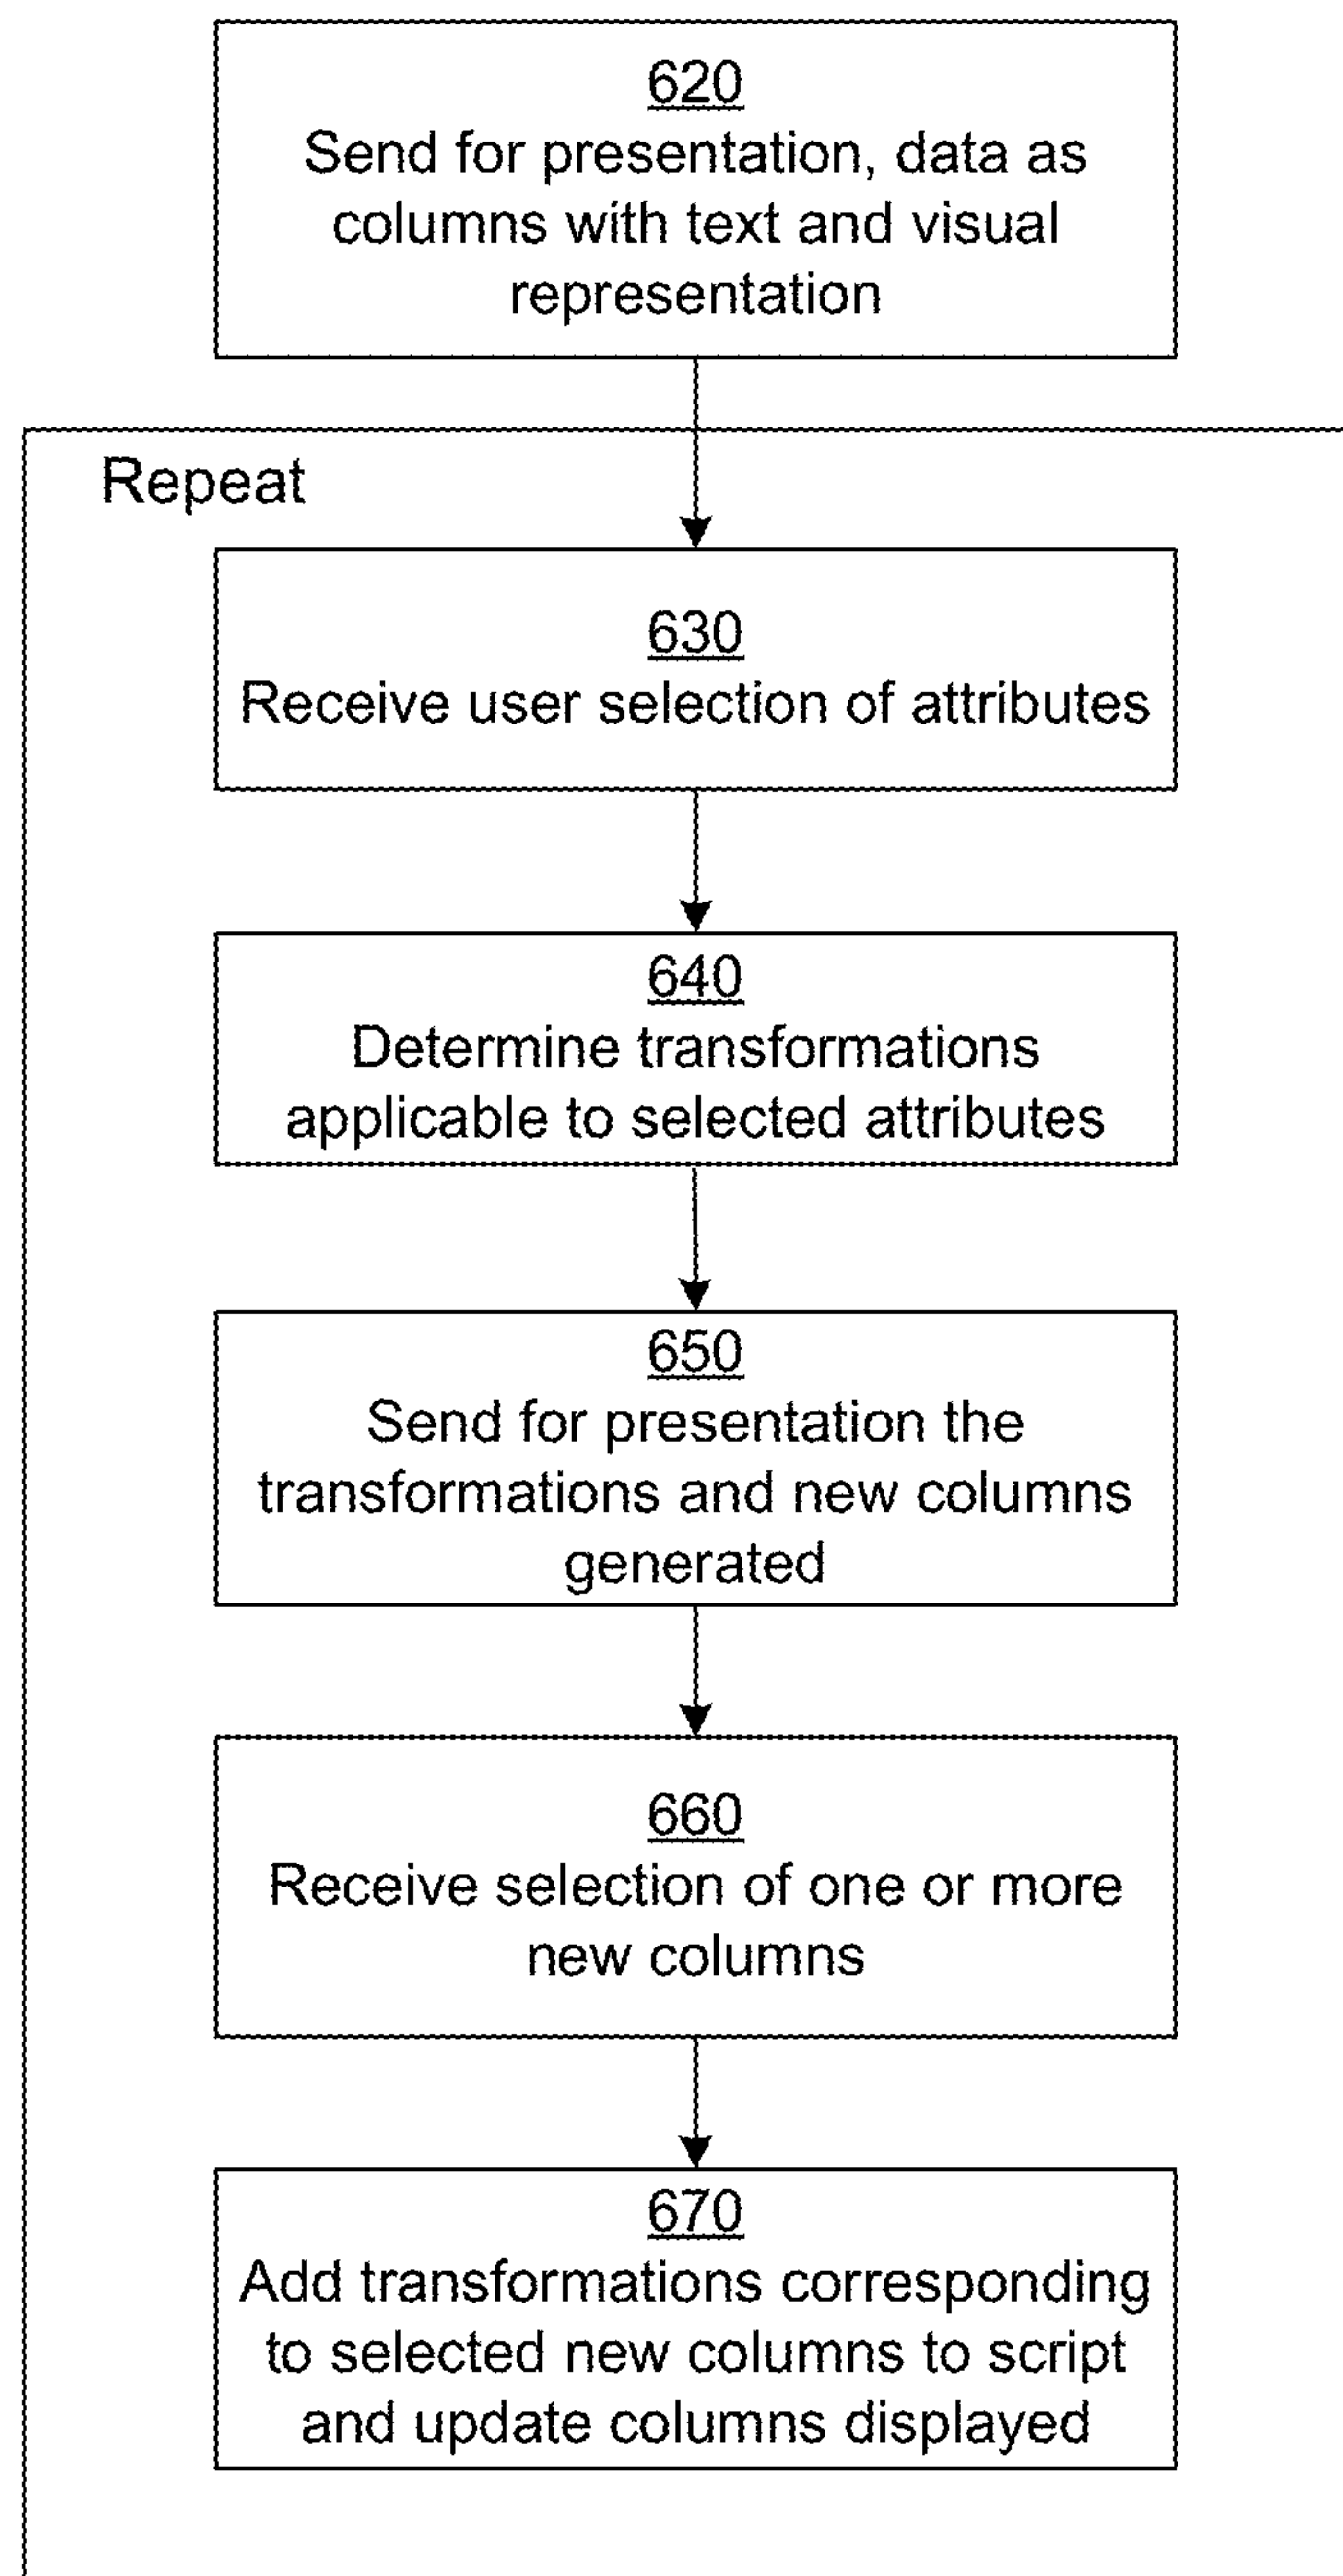 620
Send for presentation, data as
columns with text and visual
representation
Repeat
630
Receive user selection of attributes
640
Determine transformations
applicable to selected attributes
650
Send for presentation the
transformations and new columns
generated
660
Receive selection of one or more
new columns
670
Add transformations corresponding
to selected new columns to script
and update columns displayed